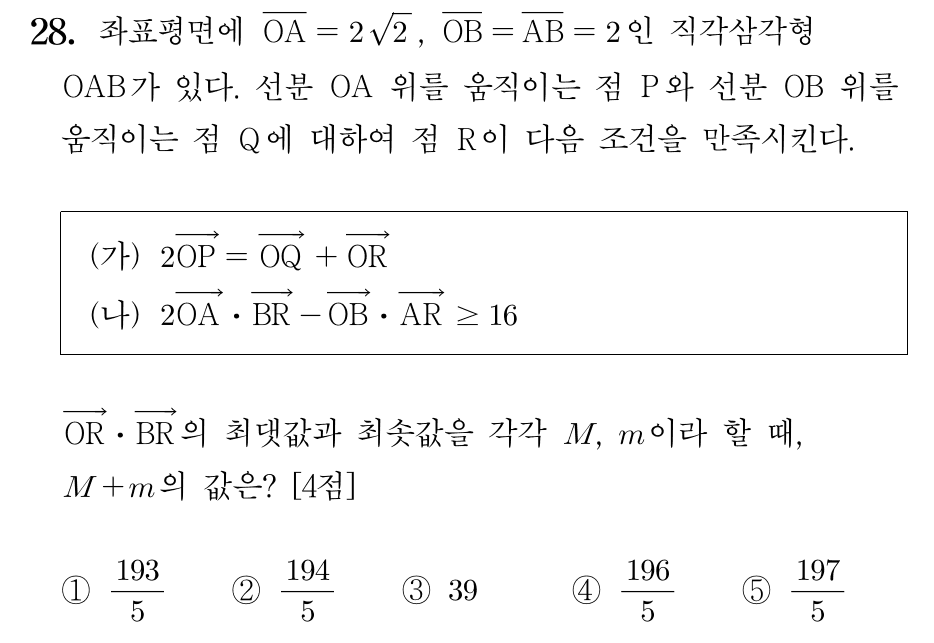 28. 좌표평면에 OA = 2√2, OB = AB = 2인 직각삼각형
OAB가 있다. 선분 OA 위를 움직이는 점 P와 선분 OB 위를
움직이는 점 Q에 대하여 점 R이 다음 조건을 만족시킨다.
(가) 2OP = OQ + OR
(나) 2OA · BR − OB · AR ≥ 16
OR · BR의 최댓값과 최솟값을 각각 M, m이라 할 때,
M+m의 값은? [4점]
① 193/5 ② 194/5 ③ 39 ④ 196/5 ⑤ 197/5